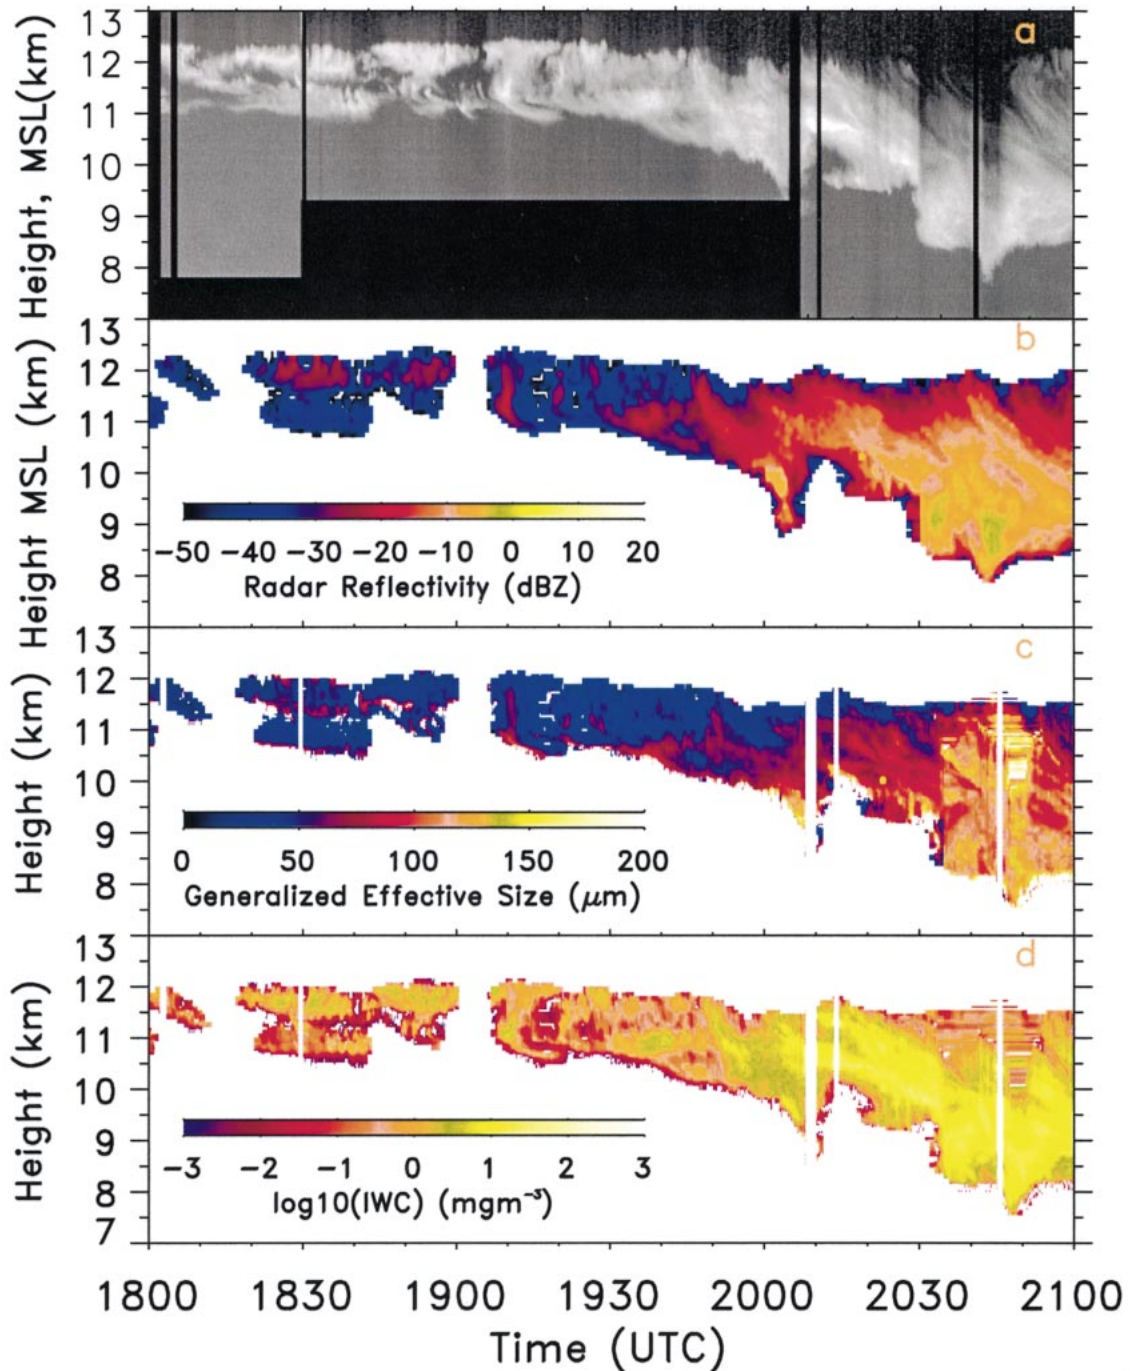 a
13
12
11
10
9
8
Height, MSL(km)
b
13
12
11
10
9
8
Height MSL (km)
−50 −40 −30 −20 −10 0 10 20
Radar Reflectivity (dBZ)
c
13
12
11
10
9
8
Height (km)
0 50 100 150 200
Generalized Effective Size (μm)
d
13
12
11
10
9
8
7
Height (km)
−3 −2 −1 0 1 2 3
log10(IWC) (mgm⁻³)
1800 1830 1900 1930 2000 2030 2100
Time (UTC)